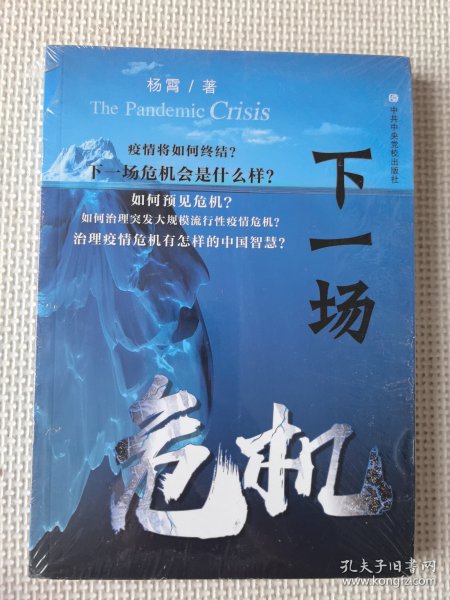 杨霄/著
The Pandemic Crisis
中共中央党校出版社
疫情将如何终结？
下一场危机会是什么样？
如何预见危机？
如何治理突发大规模流行性疫情危机？
治理疫情危机有怎样的中国智慧？
下一场
危机
孔夫子旧书网
www.kongfz.com